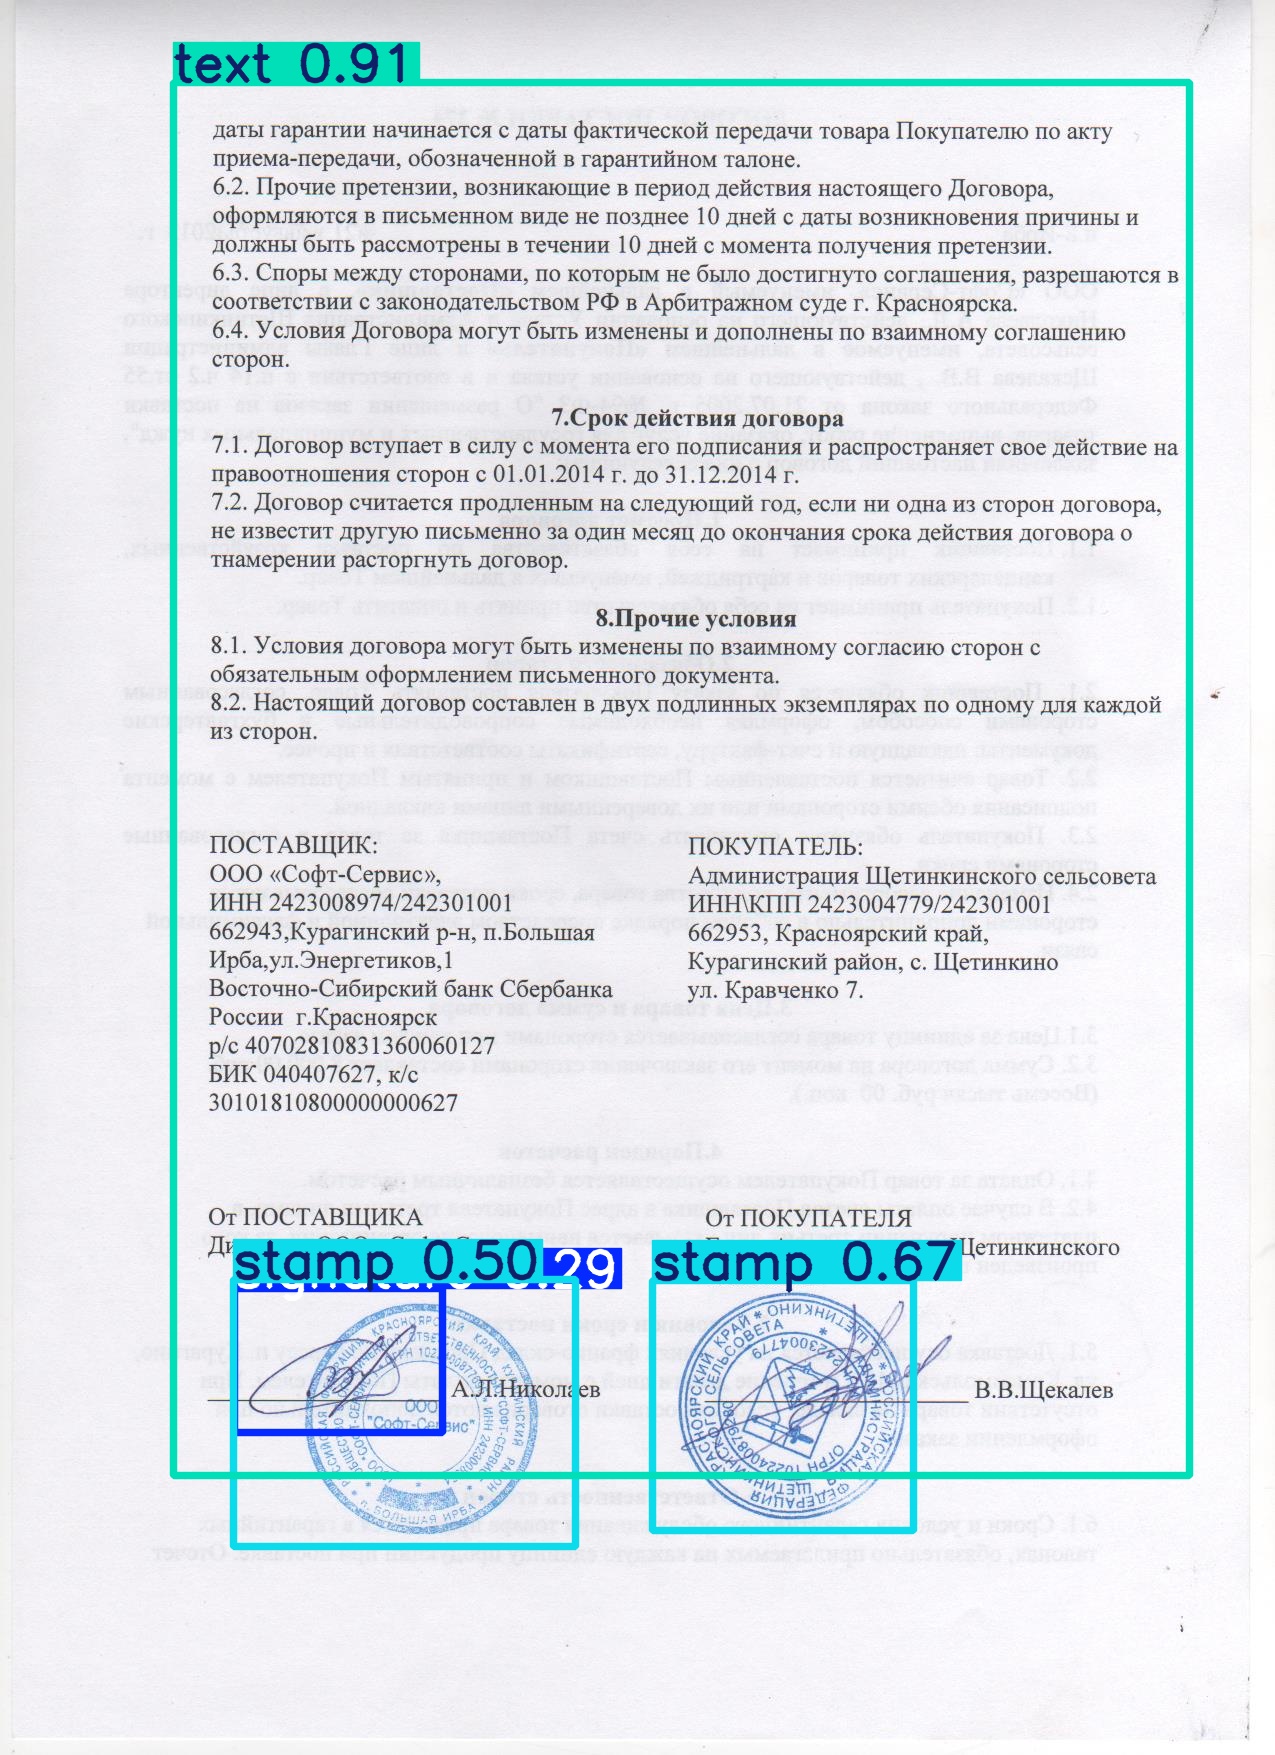 text 0.91
даты гарантии начинается с даты фактической передачи товара Покупателю по акту
приема-передачи, обозначенной в гарантийном талоне.
6.2. Прочие претензии, возникающие в период действия настоящего Договора,
оформляются в письменном виде не позднее 10 дней с даты возникновения причины и
должны быть рассмотрены в течении 10 дней с момента получения претензии.
6.3. Споры между сторонами, по которым не было достигнуто соглашения, разрешаются в
соответствии с законодательством РФ в Арбитражном суде г. Красноярска.
6.4. Условия Договора могут быть изменены и дополнены по взаимному соглашению
сторон.
7.Срок действия договора
7.1. Договор вступает в силу с момента его подписания и распространяет свое действие на
правоотношения сторон с 01.01.2014 г. до 31.12.2014 г.
7.2. Договор считается продленным на следующий год, если ни одна из сторон договора,
не известит другую письменно за один месяц до окончания срока действия договора о
тнамерении расторгнуть договор.
8.Прочие условия
8.1. Условия договора могут быть изменены по взаимному согласию сторон с
обязательным оформлением письменного документа.
8.2. Настоящий договор составлен в двух подлинных экземплярах по одному для каждой
из сторон.
ПОСТАВЩИК:
ООО «Софт-Сервис»,
ИНН 2423008974/242301001
662943,Курагинский р-н, п.Большая
Ирба,ул.Энергетиков,1
Восточно-Сибирский банк Сбербанка
России г.Красноярск
р/с 40702810831360060127
БИК 040407627, к/с
30101810800000000627
ПОКУПАТЕЛЬ:
Администрация Щетинкинского сельсовета
ИНН\КПП 2423004779/242301001
662953, Красноярский край,
Курагинский район, с. Щетинкино
ул. Кравченко 7.
От ПОСТАВЩИКА
От ПОКУПАТЕЛЯ
Щетинкинского
stamp 0.50
stamp 0.67
А.Л.Николаев
ООО
"Софт-Сервис"
В.В.Щекалев